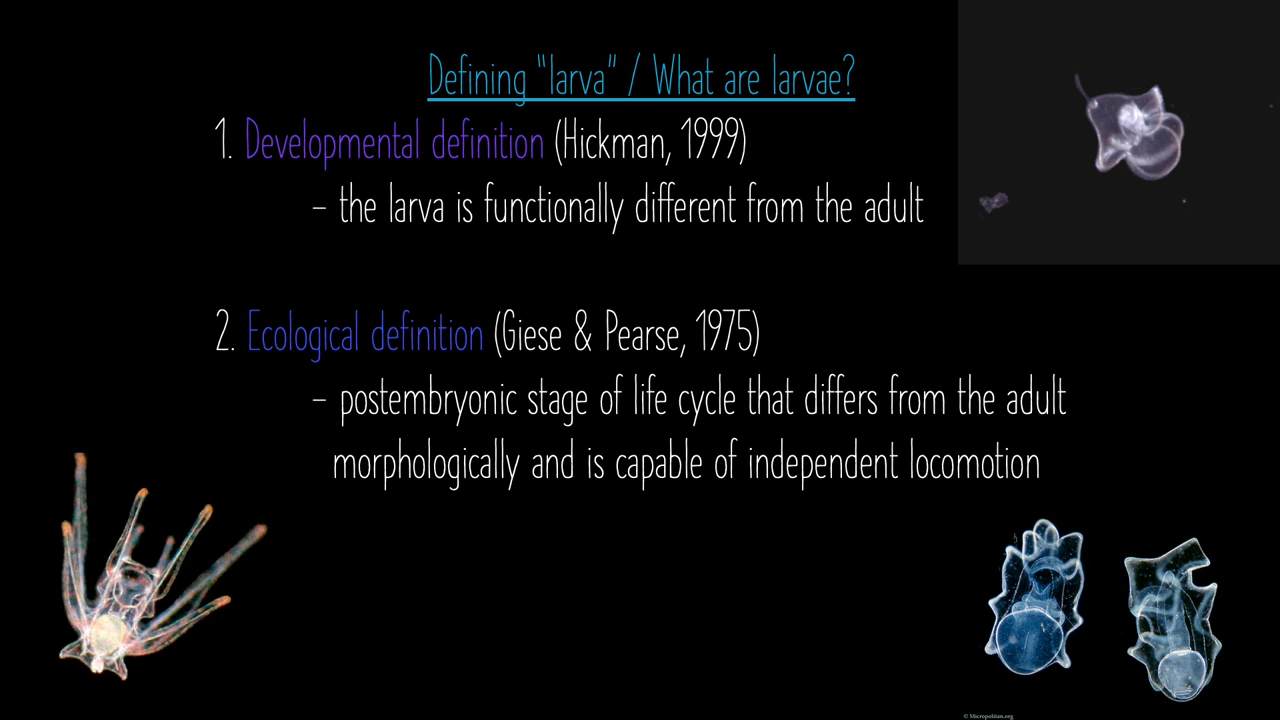 Defining “larva” / What are larvae?
1. Developmental definition (Hickman, 1999)
– the larva is functionally different from the adult
2. Ecological definition (Giese & Pearse, 1975)
– postembryonic stage of life cycle that differs from the adult
morphologically and is capable of independent locomotion
© Micropolitan.org